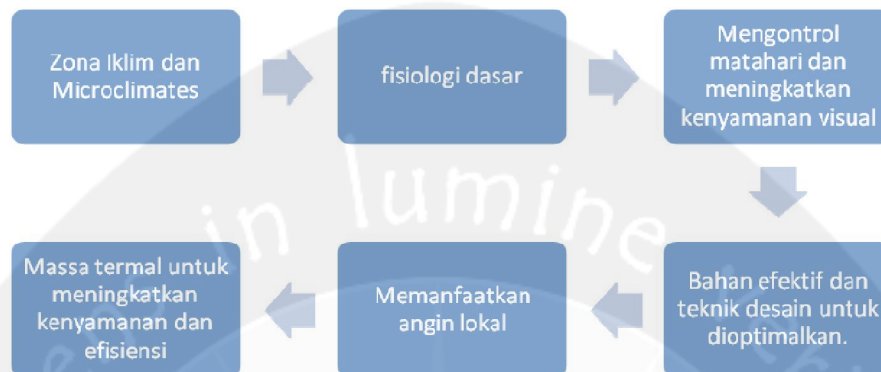 Zona Iklim dan
Microclimates
fisiologi dasar
Mengontrol
matahari dan
meningkatkan
kenyamanan visual
Bahan efektif dan
teknik desain untuk
dioptimalkan.
Memanfaatkan
angin lokal
Massa termal untuk
meningkatkan
kenyamanan dan
efisiensi
in lumine